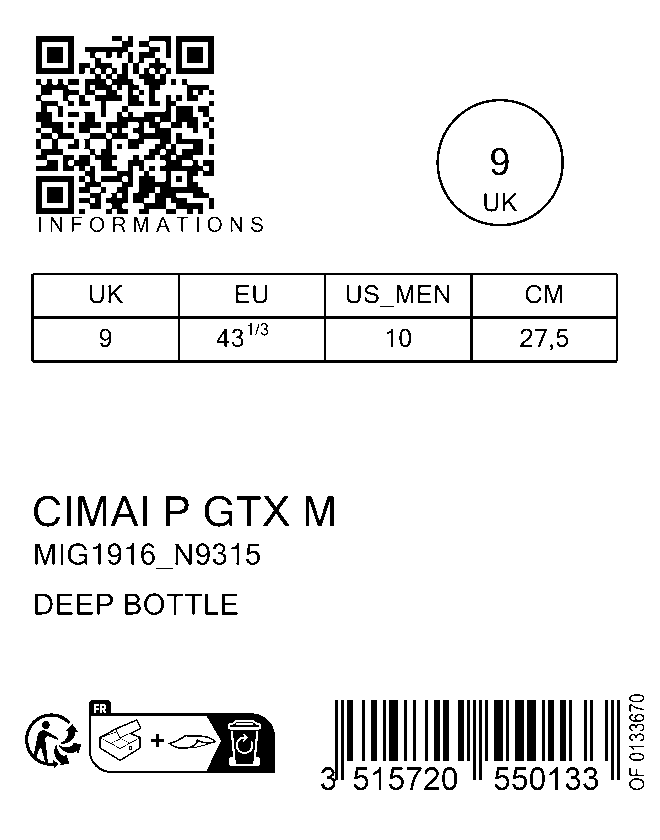 INFORMATIONS
9
UK
UK EU US_MEN CM
9 43 1/3 10 27,5
CIMAI P GTX M
MIG1916_N9315
DEEP BOTTLE
FR
+
3 515720 550133
OF 0133670